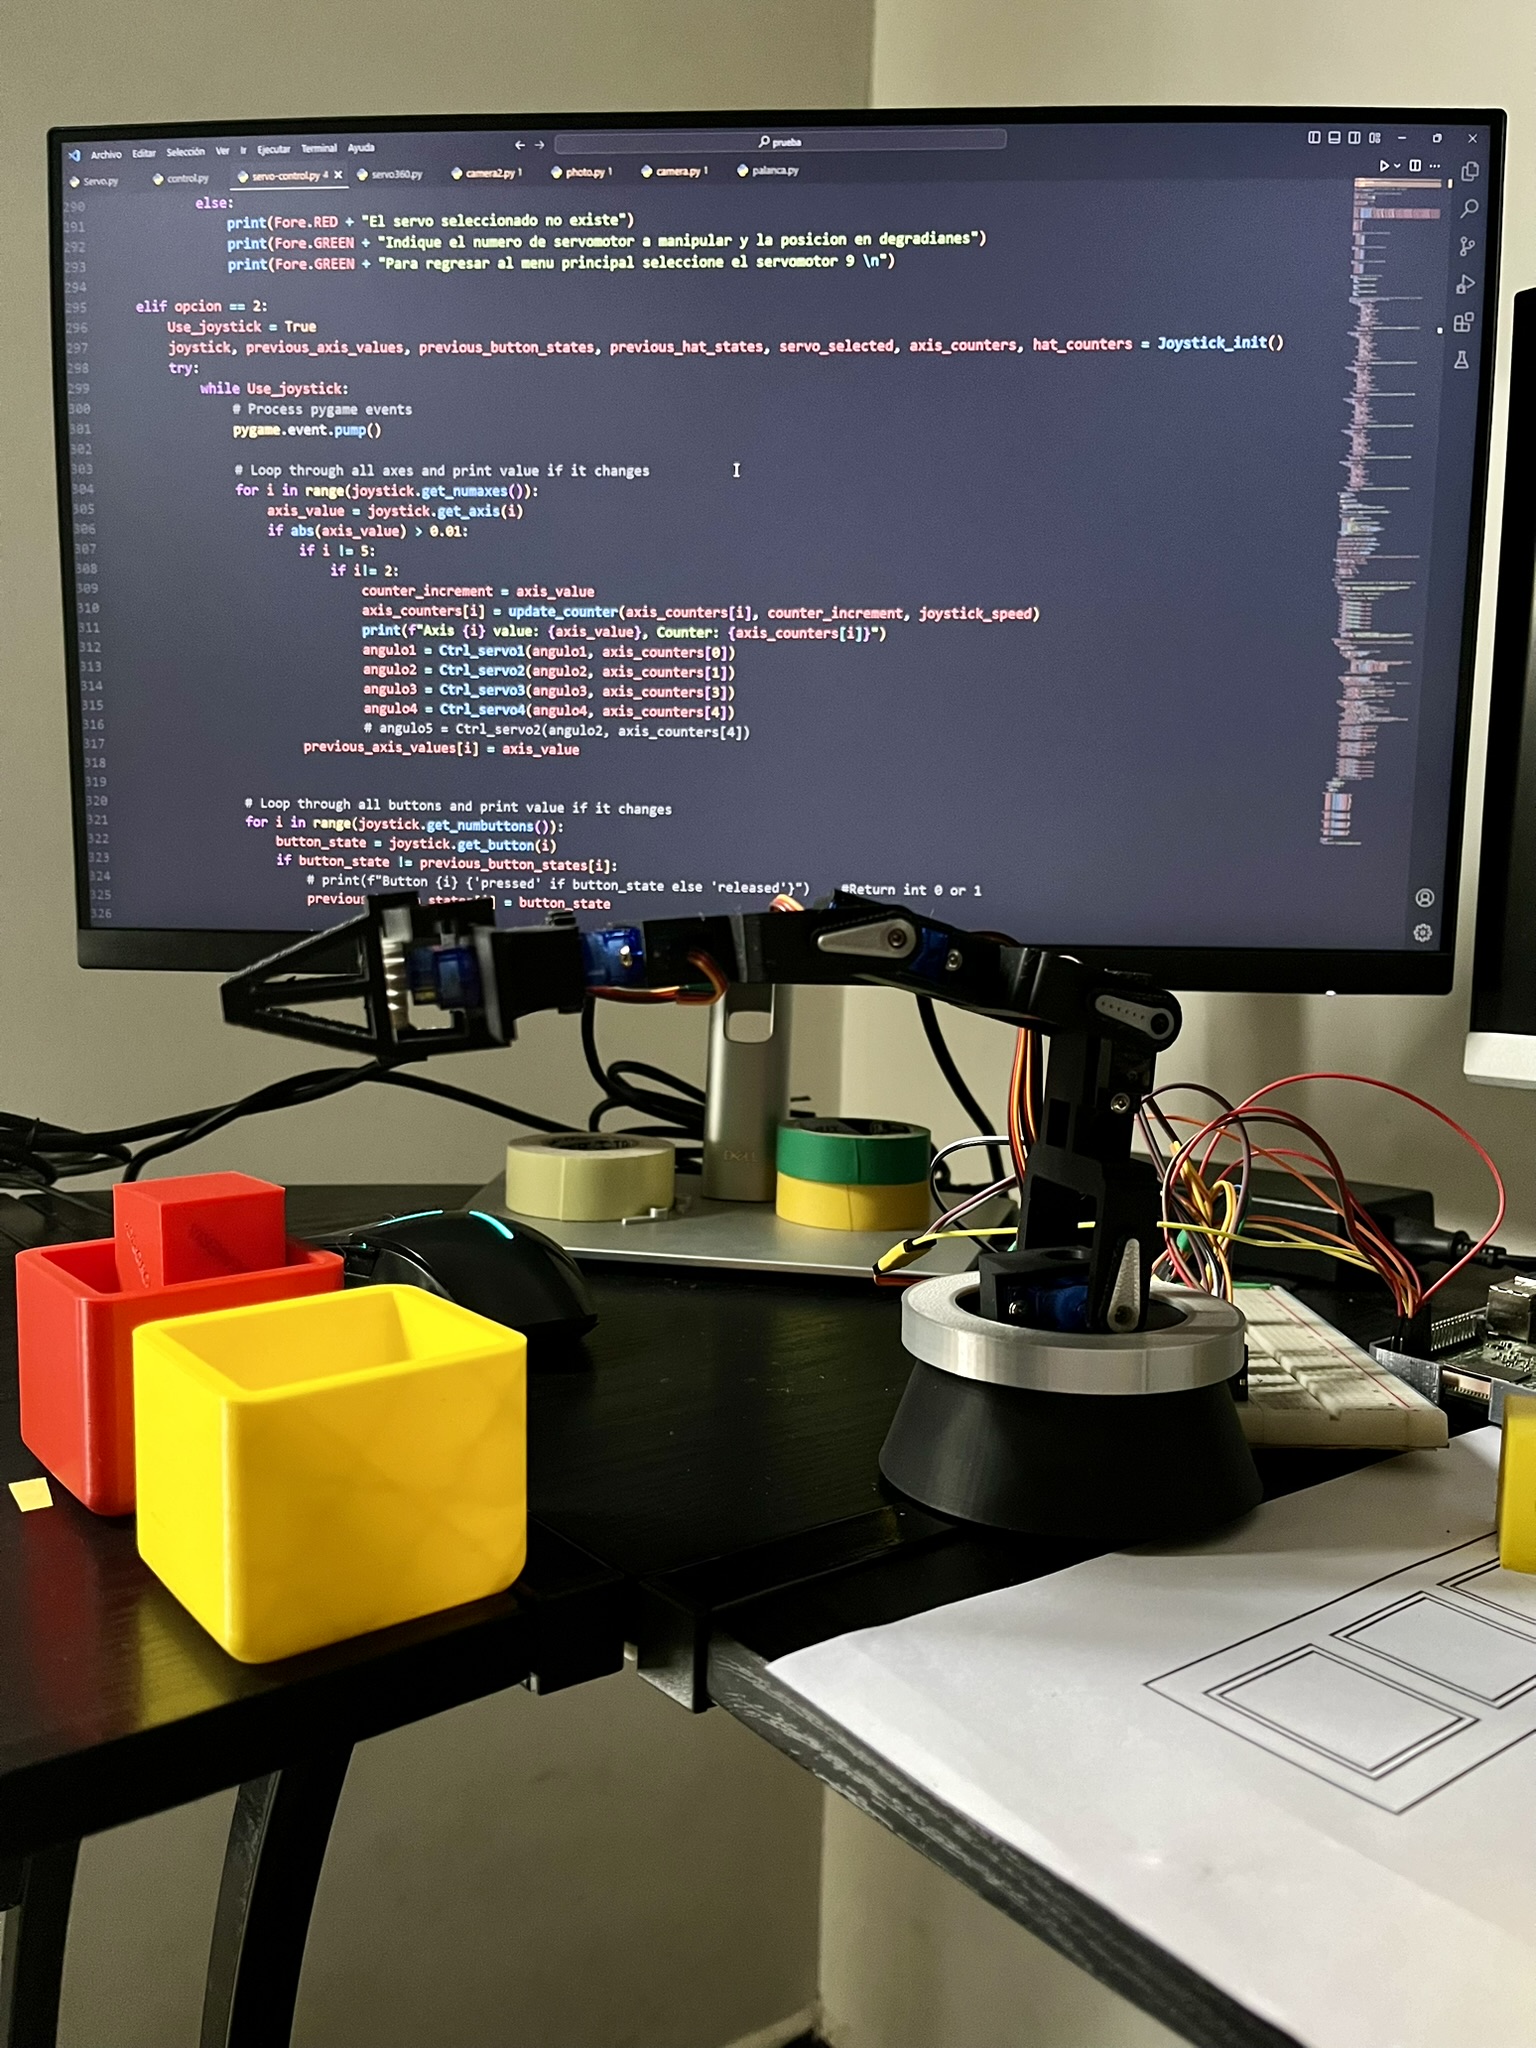 Archivo Editar Selección Ver Ir Ejecutar Terminal Ayuda
prueba
Servo.py control.py servo-control.py 4 servo360.py camera2.py 1 photo.py 1 camera.py 1 palanca.py
290 else:
291 print(Fore.RED + "El servo seleccionado no existe")
292 print(Fore.GREEN + "Indique el numero de servomotor a manipular y la posicion en degradianes")
293 print(Fore.GREEN + "Para regresar al menu principal seleccione el servomotor 9 \n")
294
295 elif opcion == 2:
296 Use_joystick = True
297 joystick, previous_axis_values, previous_button_states, previous_hat_states, servo_selected, axis_counters, hat_counters = Joystick_init()
298 try:
299 while Use_joystick:
300 # Process pygame events
301 pygame.event.pump()
302
303 # Loop through all axes and print value if it changes
304 for i in range(joystick.get_numaxes()):
305 axis_value = joystick.get_axis(i)
306 if abs(axis_value) > 0.01:
307 if i != 5:
308 if i!= 2:
309 counter_increment = axis_value
310 axis_counters[i] = update_counter(axis_counters[i], counter_increment, joystick_speed)
311 print(f"Axis {i} value: {axis_value}, Counter: {axis_counters[i]}")
312 angulo1 = Ctrl_servo1(angulo1, axis_counters[0])
313 angulo2 = Ctrl_servo2(angulo2, axis_counters[1])
314 angulo3 = Ctrl_servo3(angulo3, axis_counters[3])
315 angulo4 = Ctrl_servo4(angulo4, axis_counters[4])
316 # angulo5 = Ctrl_servo2(angulo2, axis_counters[4])
317 previous_axis_values[i] = axis_value
318
319
320 # Loop through all buttons and print value if it changes
321 for i in range(joystick.get_numbuttons()):
322 button_state = joystick.get_button(i)
323 if button_state != previous_button_states[i]:
324 # print(f"Button {i} {'pressed' if button_state else 'released'}") #Return int 0 or 1
325 = button_state
326
DELL